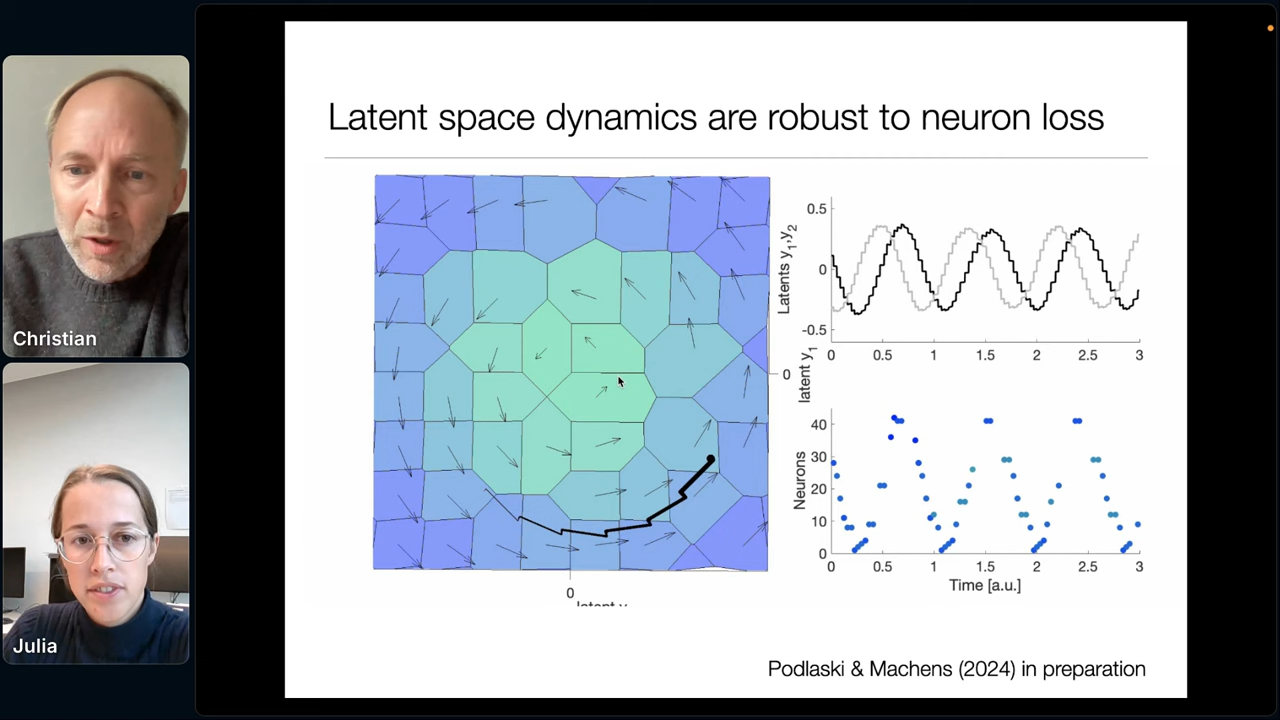 Latent space dynamics are robust to neuron loss
Christian
Julia
0
0
latent y₁
Latents y₁,y₂
0.5
0
-0.5
0 0.5 1 1.5 2 2.5 3
Neurons
40
30
20
10
0
0 0.5 1 1.5 2 2.5 3
Time [a.u.]
Podlaski & Machens (2024) in preparation